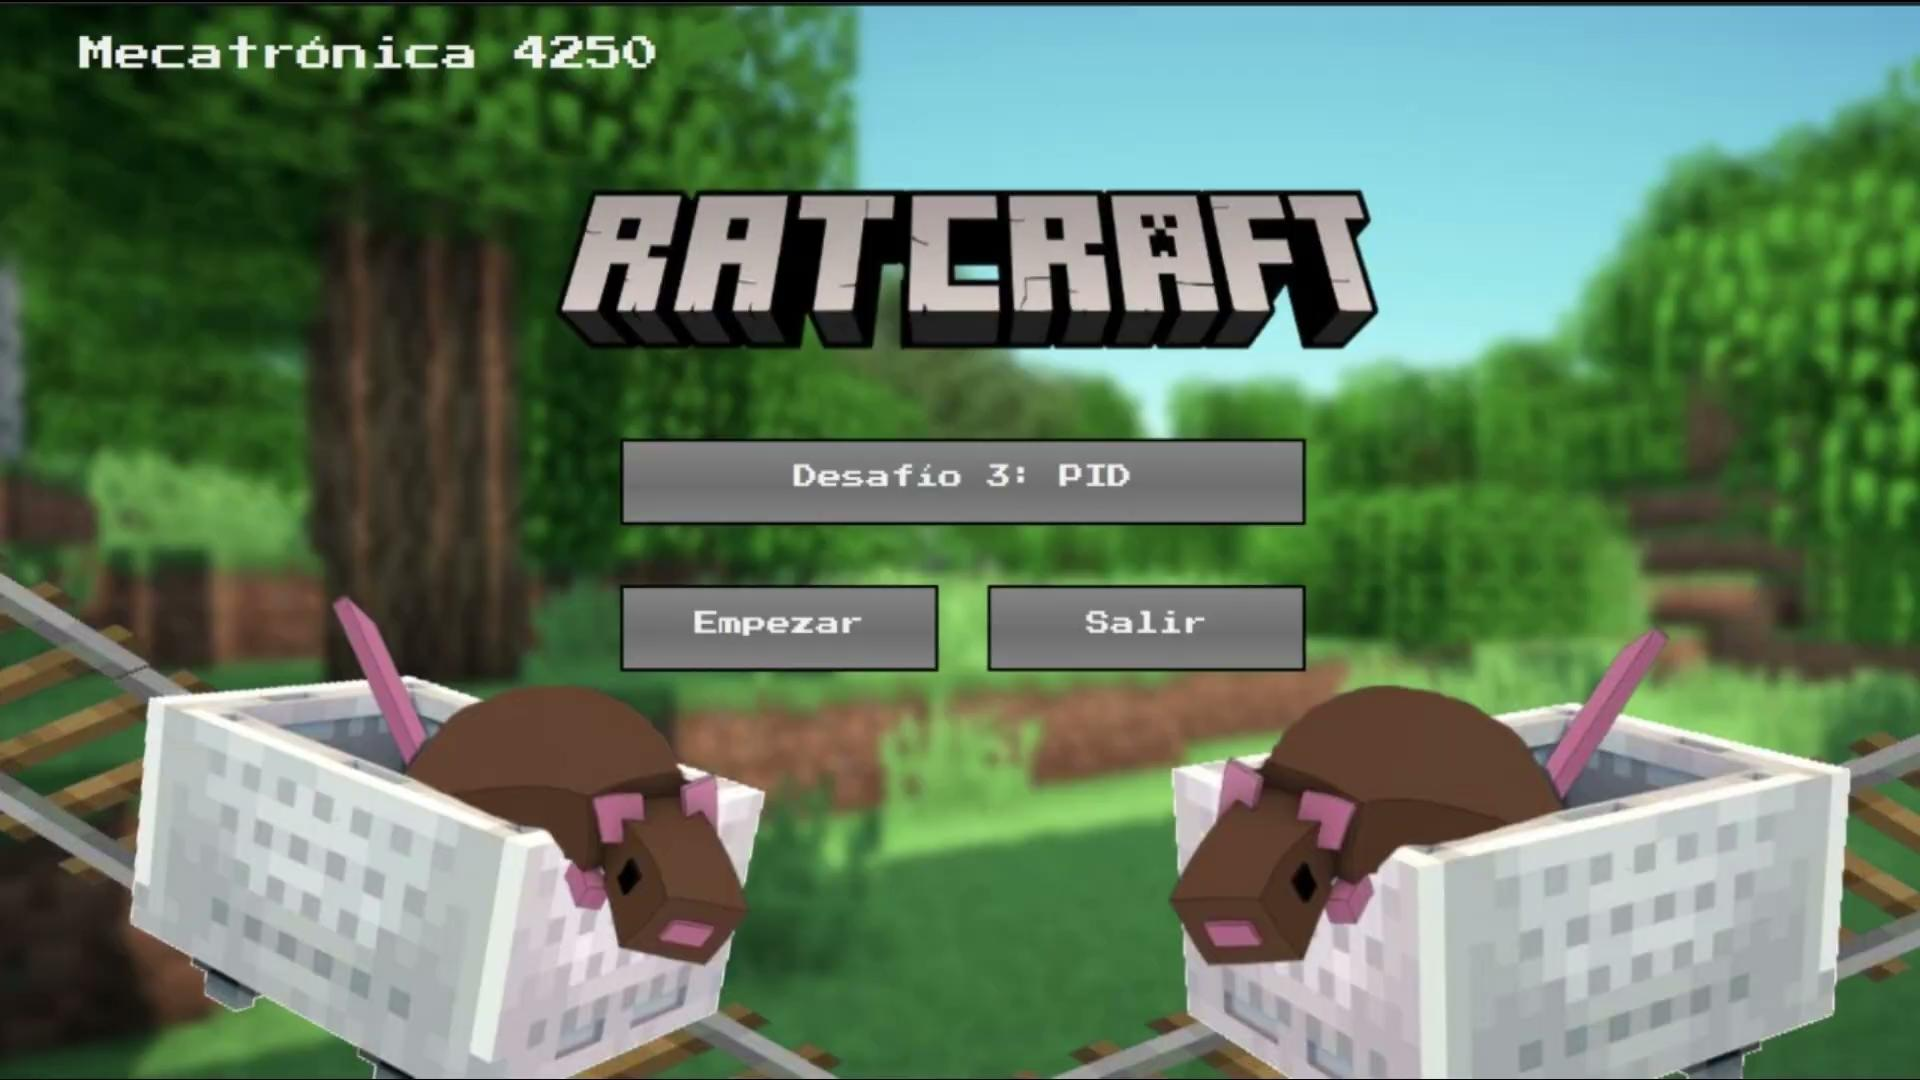 Mecatrónica 4250
RATCRAFT
Desafío 3: PID
Empezar
Salir